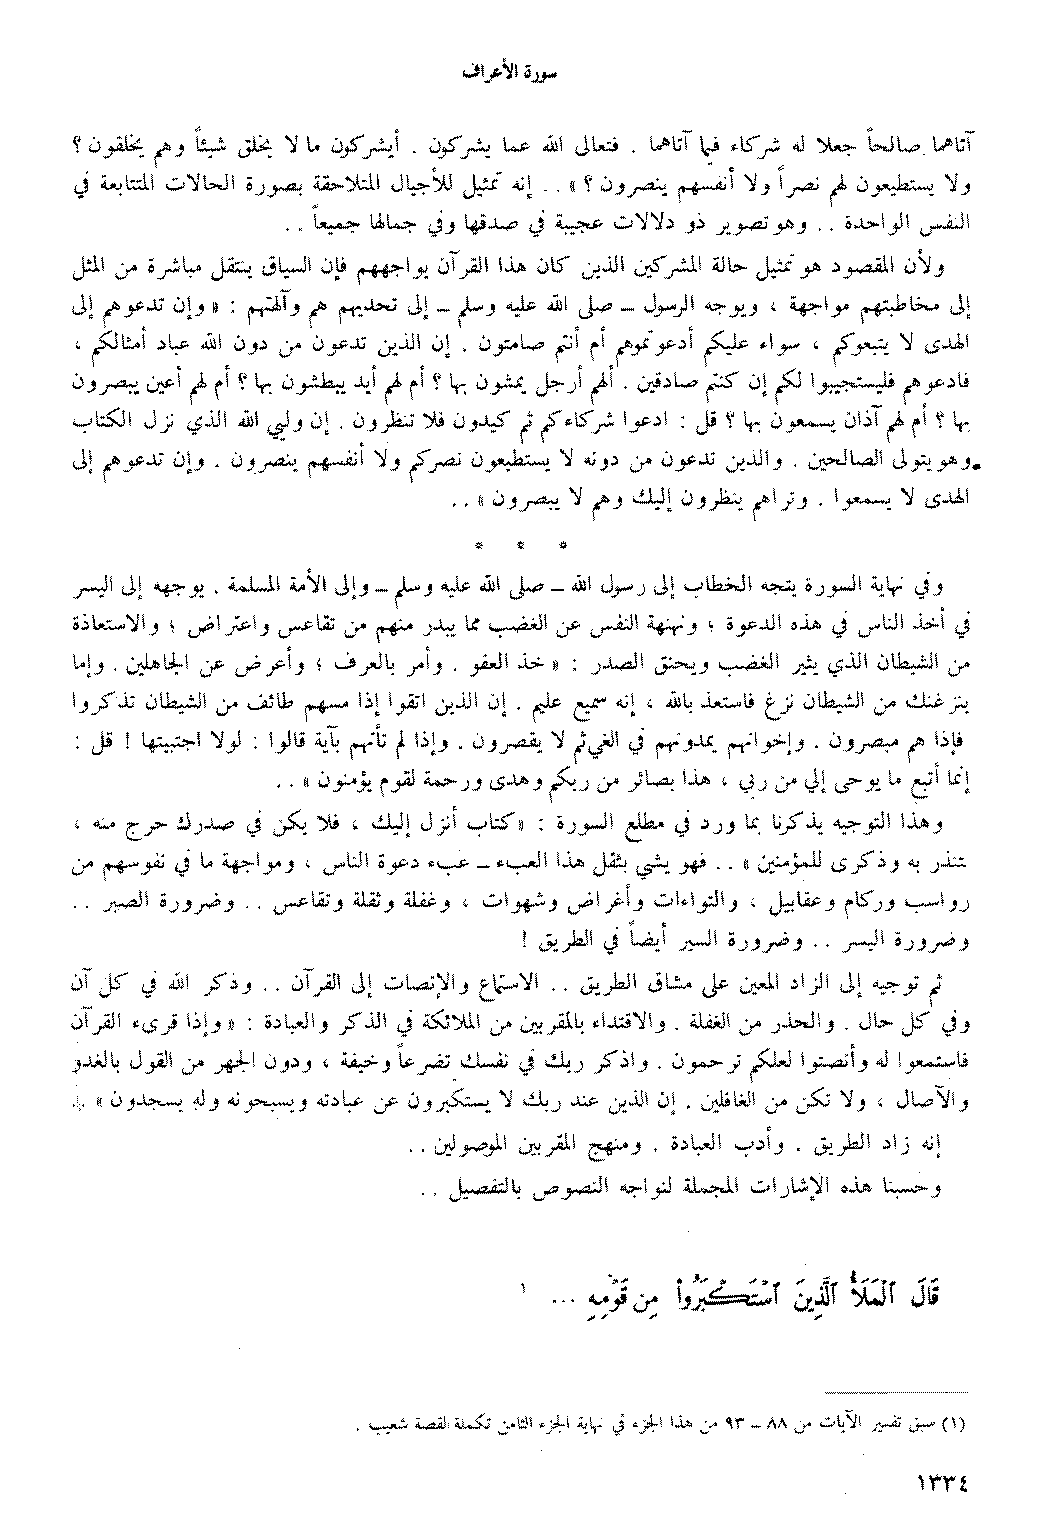 سورة الأعراف
آتاهما صالحاً جعلا له شركاء فيما آتاهما . فتعالى الله عما يشركون . أيشركون ما لا يخلق شيئاً وهم يخلقون ؟
ولا يستطيعون لهم نصراً ولا أنفسهم ينصرون ؟ » .. إنه تمثيل للأجيال المتلاحقة بصورة الحالات المتتابعة في
النفس الواحدة .. وهو تصوير ذو دلالات عجيبة في صدقها وفي جمالها جميعاً ..
ولأن المقصود هو تمثيل حالة المشركين الذين كان هذا القرآن يواجههم فإن السياق ينتقل مباشرة من المثل
إلى مخاطبتهم مواجهة ، ويوجه الرسول – صلى الله عليه وسلم – إلى تحديهم هم وآلهتهم : « وإن تدعوهم إلى
الهدى لا يتبعوكم ، سواء عليكم أدعوتموهم أم أنتم صامتون . إن الذين تدعون من دون الله عباد أمثالكم ،
فادعوهم فليستجيبوا لكم إن كنتم صادقين . ألهم أرجل يمشون بها ؟ أم لهم أيد يبطشون بها ؟ أم لهم أعين يبصرون
بها ؟ أم لهم آذان يسمعون بها ؟ قل : ادعوا شركاءكم ثم كيدون فلا تنظرون . إن وليي الله الذي نزل الكتاب
وهو يتولى الصالحين . والذين تدعون من دونه لا يستطيعون نصركم ولا أنفسهم ينصرون . وإن تدعوهم إلى
الهدى لا يسمعوا . وتراهم ينظرون إليك وهم لا يبصرون » ..
* * *
وفي نهاية السورة يتجه الخطاب إلى رسول الله – صلى الله عليه وسلم – وإلى الأمة المسلمة . يوجهه إلى اليسر
في أخذ الناس في هذه الدعوة ؛ ونهنهة النفس عن الغضب مما يبدر منهم من تقاعس واعتراض ؛ والاستعاذة
من الشيطان الذي يثير الغضب ويحنق الصدر : « خذ العفو . وأمر بالعرف ؛ وأعرض عن الجاهلين . وإما
ينزغنك من الشيطان نزغ فاستعذ بالله ، إنه سميع عليم . إن الذين اتقوا إذا مسهم طائف من الشيطان تذكروا
فإذا هم مبصرون . وإخوانهم يمدونهم في الغي ثم لا يقصرون . وإذا لم تأتهم بآية قالوا : لولا اجتبيتها ! قل :
إنما أتبع ما يوحى إلي من ربي ، هذا بصائر من ربكم وهدى ورحمة لقوم يؤمنون » ..
وهذا التوجيه يذكرنا بما ورد في مطلع السورة : « كتاب أنزل إليك ، فلا يكن في صدرك حرج منه ،
لتنذر به وذكرى للمؤمنين » .. فهو يشي بثقل هذا العبء – عبء دعوة الناس ، ومواجهة ما في نفوسهم من
رواسب وركام وعقابيل ، والتواءات وأغراض وشهوات ، وغفلة وثقلة وتقاعس .. وضرورة الصبر ..
وضرورة اليسر .. وضرورة السير أيضاً في الطريق !
ثم توجيه إلى الزاد المعين على مشاق الطريق .. الاستماع والإنصات إلى القرآن .. وذكر الله في كل آن
وفي كل حال . والحذر من الغفلة . والاقتداء بالمقربين من الملائكة في الذكر والعبادة : « وإذا قرىء القرآن
فاستمعوا له وأنصتوا لعلكم ترحمون . واذكر ربك في نفسك تضرعاً وخيفة ، ودون الجهر من القول بالغدو
والآصال ، ولا تكن من الغافلين . إن الذين عند ربك لا يستكبرون عن عبادته ويسبحونه وله يسجدون » ..
إنه زاد الطريق . وأدب العبادة . ومنهج المقربين الموصولين ..
وحسبنا هذه الإشارات المجملة لنواجه النصوص بالتفصيل ..
قَالَ ٱلْمَلَأُ ٱلَّذِينَ ٱسْتَكْبَرُوا۟ مِن قَوْمِهِۦ ... ١
(١) سبق تفسير الآيات من ٨٨ – ٩٣ من هذا الجزء في نهاية الجزء الثامن تكملة لقصة شعيب .
١٣٣٤